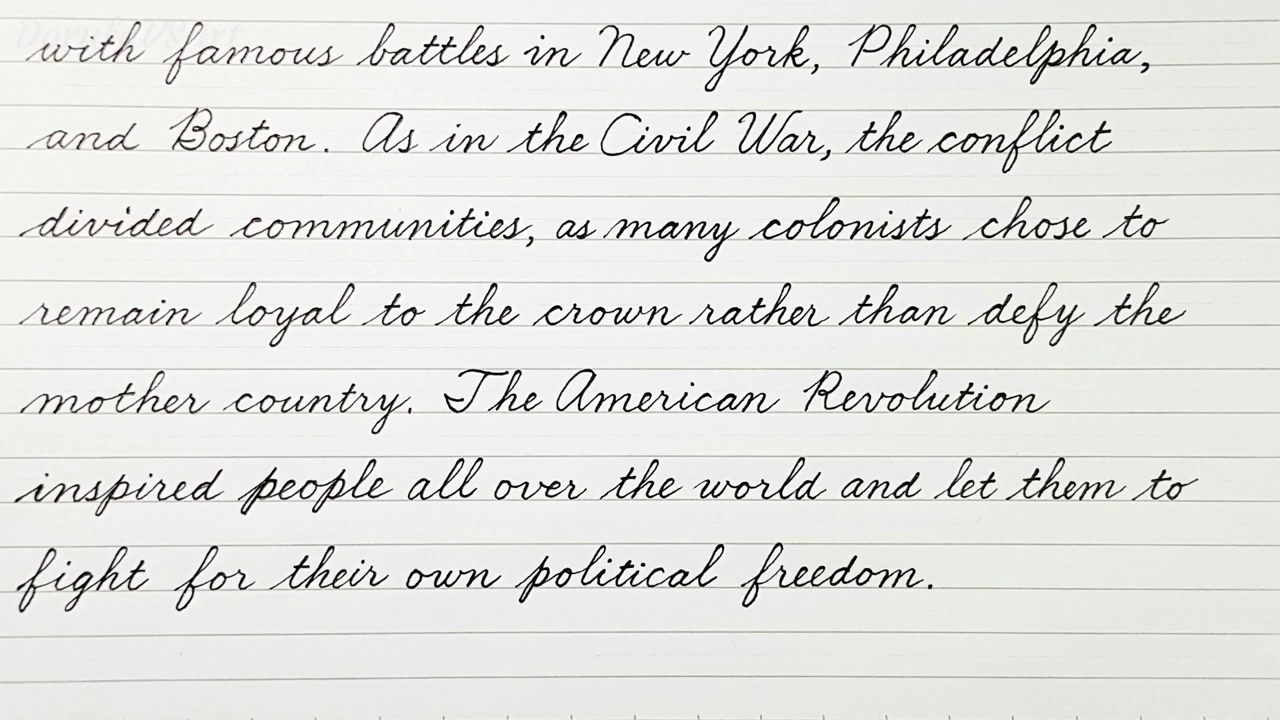 with famous battles in New York, Philadelphia,
and Boston. As in the Civil War, the conflict
divided communities, as many colonists chose to
remain loyal to the crown rather than defy the
mother country. The American Revolution
inspired people all over the world and let them to
fight for their own political freedom.